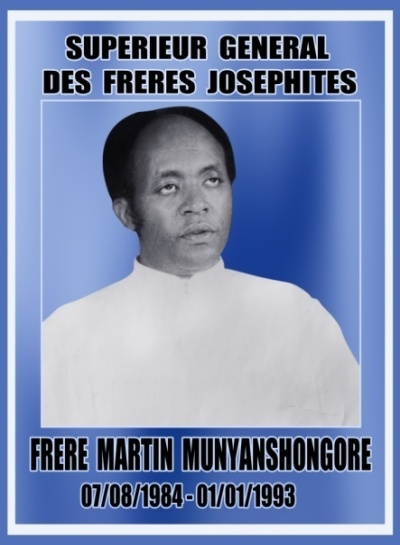 SUPERIEUR GENERAL
DES FRERES JOSEPHITES
FRERE MARTIN MUNYANSHONGORE
07/08/1984-01/01/1993